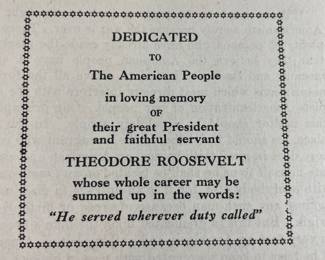 DEDICATED
TO
The American People
in loving memory
OF
their great President
and faithful servant
THEODORE ROOSEVELT
whose whole career may be
summed up in the words:
"He served wherever duty called"